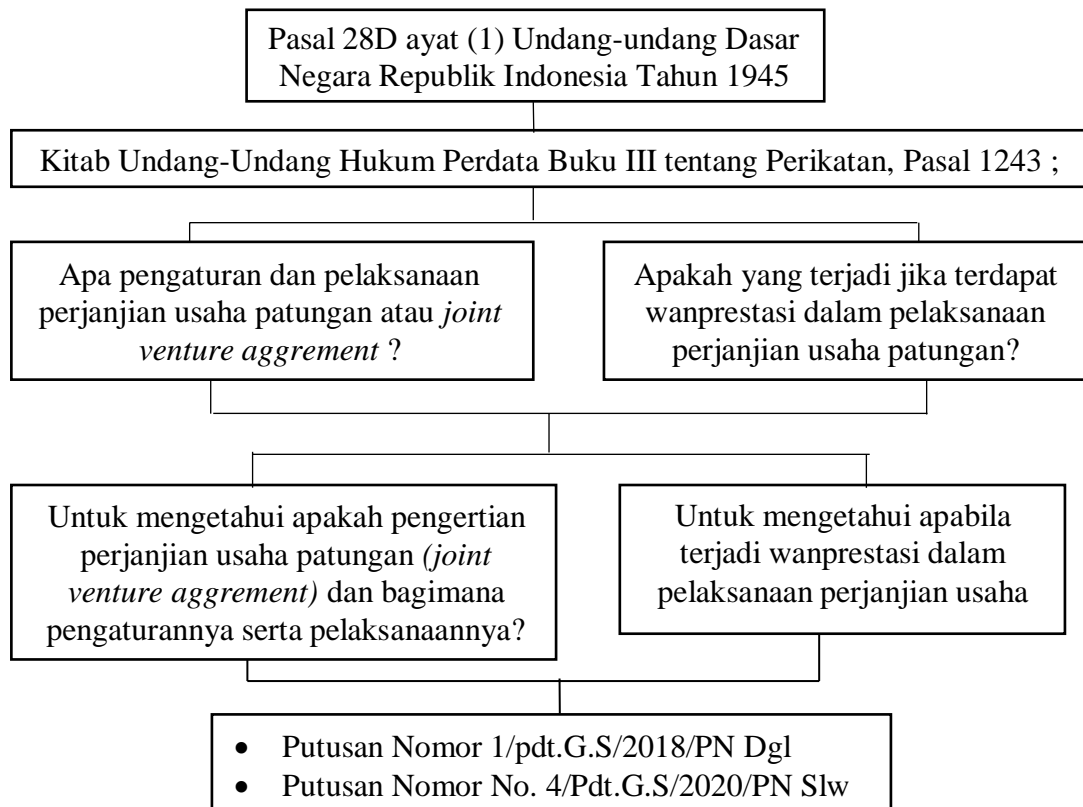 Pasal 28D ayat (1) Undang-undang Dasar
Negara Republik Indonesia Tahun 1945
Kitab Undang-Undang Hukum Perdata Buku III tentang Perikatan, Pasal 1243 ;
Apa pengaturan dan pelaksanaan
perjanjian usaha patungan atau joint
venture aggrement ?
Apakah yang terjadi jika terdapat
wanprestasi dalam pelaksanaan
perjanjian usaha patungan?
Untuk mengetahui apakah pengertian
perjanjian usaha patungan (joint
venture aggrement) dan bagimana
pengaturannya serta pelaksanaannya?
Untuk mengetahui apabila
terjadi wanprestasi dalam
pelaksanaan perjanjian usaha
• Putusan Nomor 1/pdt.G.S/2018/PN Dgl
• Putusan Nomor No. 4/Pdt.G.S/2020/PN Slw